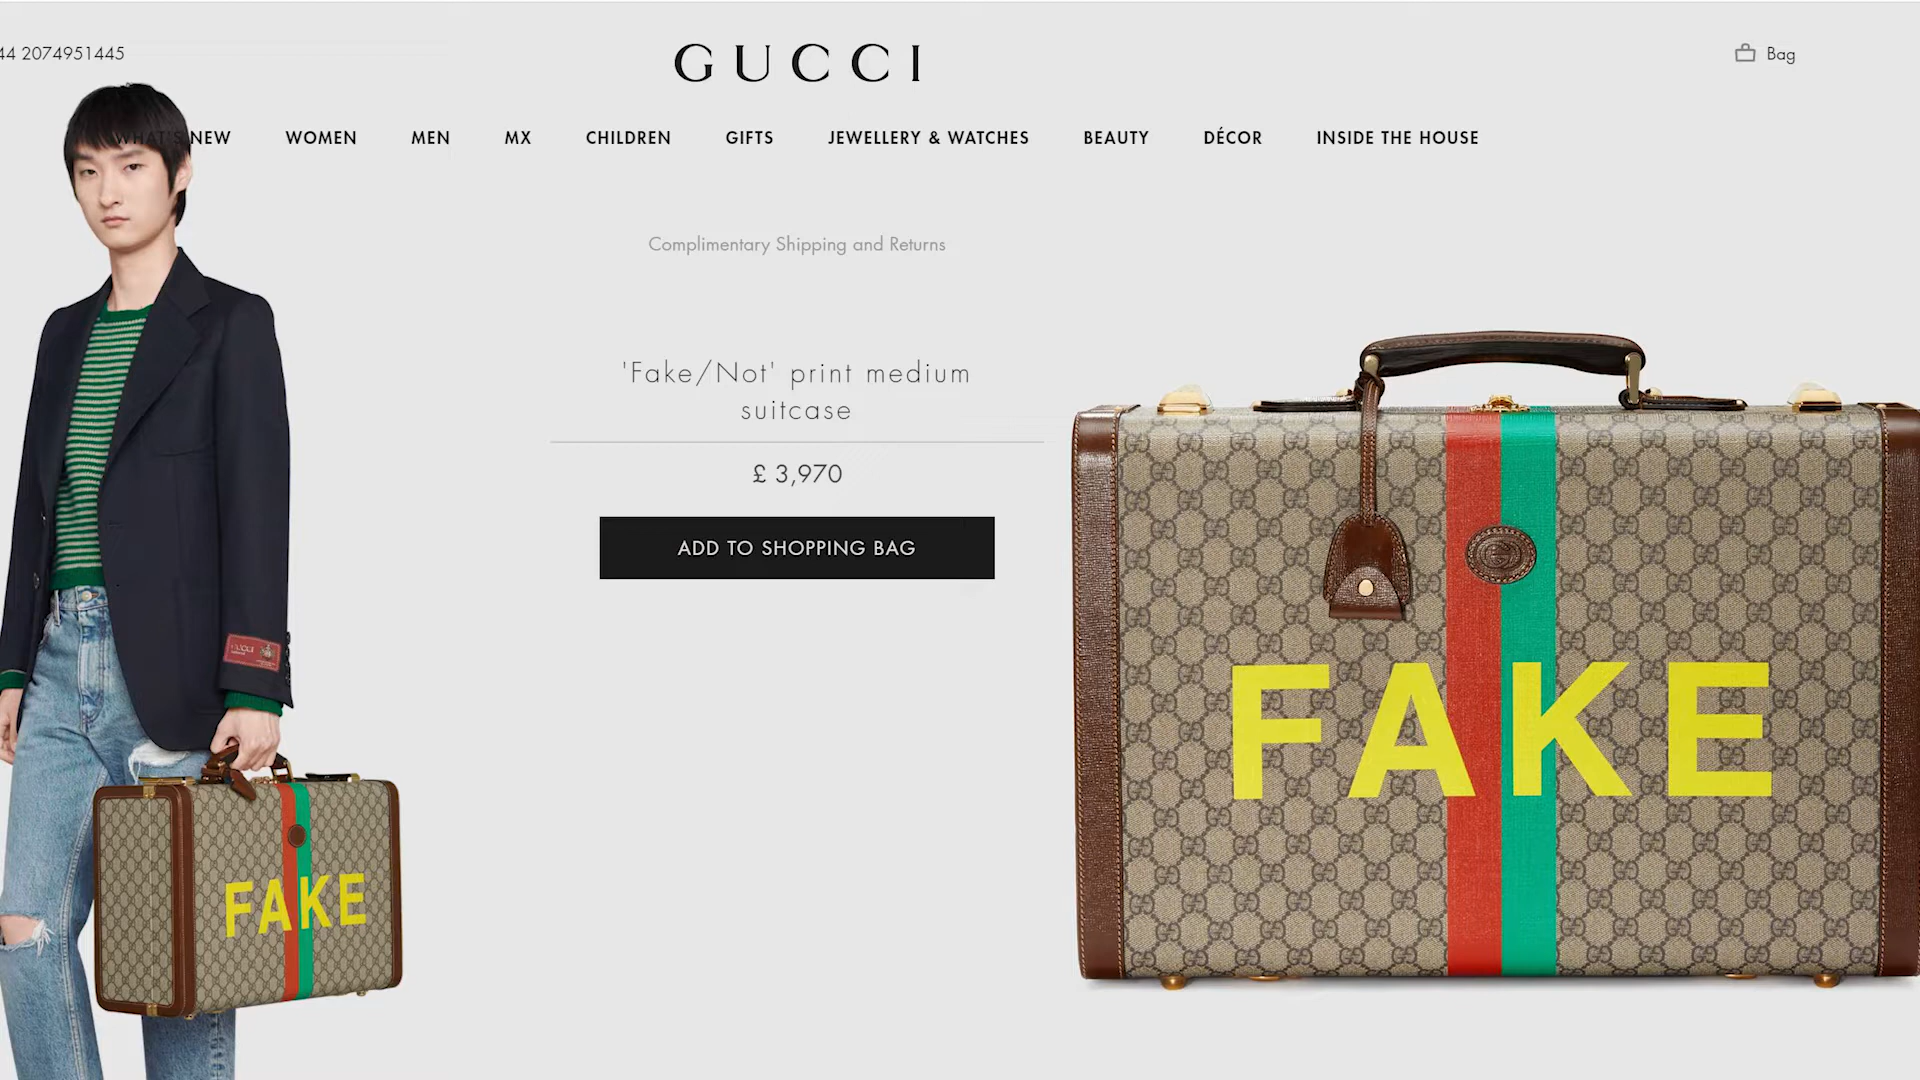 44 2074951445
GUCCI
Bag
WHAT'S NEW
WOMEN
MEN
MX
CHILDREN
GIFTS
JEWELLERY & WATCHES
BEAUTY
DÉCOR
INSIDE THE HOUSE
Complimentary Shipping and Returns
'Fake/Not' print medium
suitcase
£ 3,970
ADD TO SHOPPING BAG
FAKE
GUCCI
FAKE